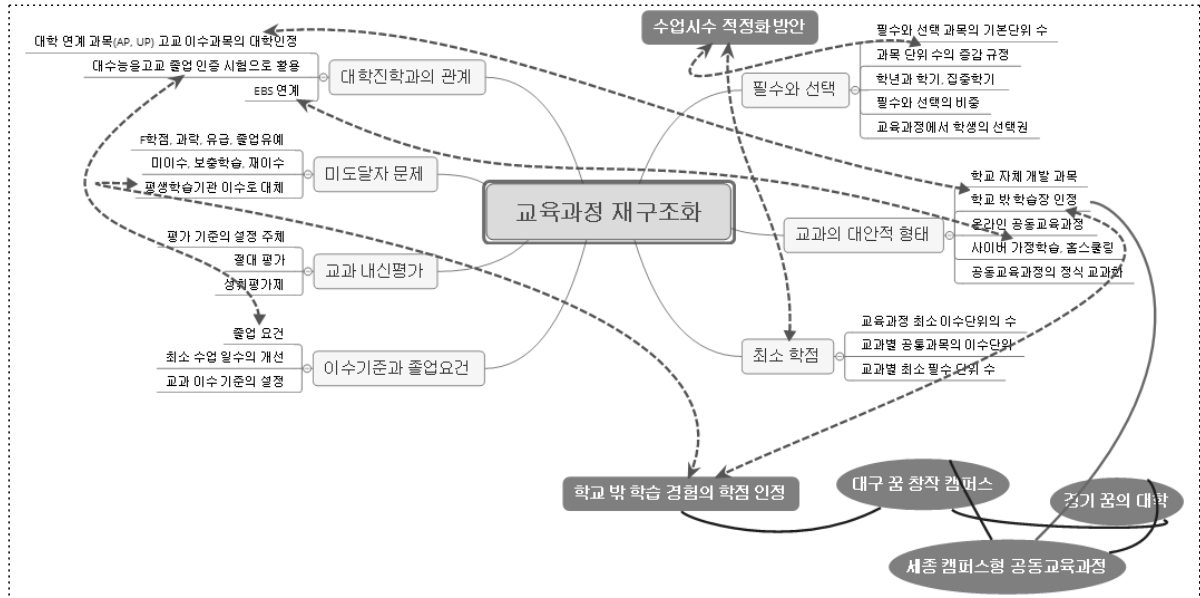 수업시수 적정화 방안
대학 연계 과목(AP, UP) 고교 이수과목의 대학인정
대수능을고교 졸업 인증 시험으로 활용
EBS 연계
대학진학과의 관계
F학점, 과락, 유급, 졸업유예
미이수, 보충학습, 재이수
평생학습기관 이수로 대체
미도달자 문제
평가 기준의 설정 주체
절대 평가
성취평가제
교과 내신평가
졸업 요건
최소 수업 일수의 개선
교과 이수 기준의 설정
이수기준과 졸업요건
교육과정 재구조화
필수와 선택
필수와 선택 과목의 기본단위 수
과목 단위 수의 증감 규정
학년과 학기, 집중학기
필수와 선택의 비중
교육과정에서 학생의 선택권
교과의 대안적 형태
학교 자체 개발 과목
학교 밖 학습장 인정
온라인 공동교육과정
사이버 가정학습, 홈스쿨링
공동교육과정의 정식 교과화
최소 학점
교육과정 최소 이수단위의 수
교과별 공통과목의 이수단위
교과별 최소 필수 단위 수
학교 밖 학습 경험의 학점 인정
대구 꿈 창작 캠퍼스
경기 꿈의 대학
세종 캠퍼스형 공동교육과정